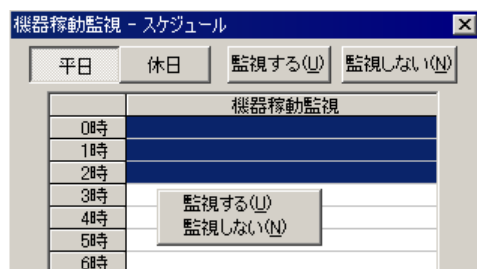 機器稼動監視 - スケジュール
平日 休日 監視する(U) 監視しない(N)
機器稼動監視
0時
1時
2時
3時
監視する(U)
4時
監視しない(N)
5時
6時